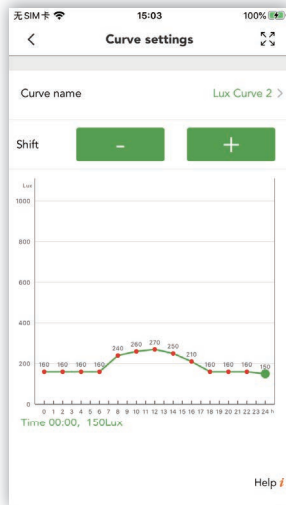 无SIM卡 15:03 100%
Curve settings
Curve name Lux Curve 2
Shift - +
Lux
1000
800
600
400
240 260 270 250
210
160 160 160 160 160 160 160 150
200
0
0 1 2 3 4 5 6 7 8 9 10 11 12 13 14 15 16 17 18 19 20 21 22 23 24 h
Time 00:00, 150Lux
Help i